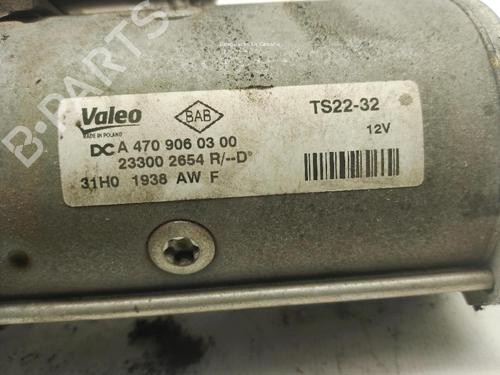 Valeo
MADE IN POLAND
BAB
TS22-32
12V
DC A 470 906 03 00
23300 2654 R/--D
31H0 1938 AW F
B-PARTS